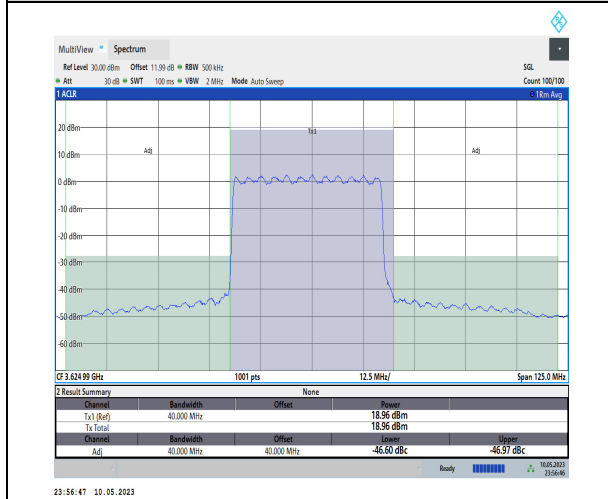 MultiView Spectrum
Ref Level 30.00 dBm Offset 11.99 dB RBW 500 kHz SGL
Att 30 dB SWT 100 ms VBW 2 MHz Mode Auto Sweep Count 100/100
1 ACLR 1Rm Avg
20 dBm
Tx1
10 dBm Adj Adj
0 dBm
-10 dBm
-20 dBm
-30 dBm
-40 dBm
-50 dBm
-60 dBm
CF 3.624 99 GHz 1001 pts 12.5 MHz/ Span 125.0 MHz
2 Result Summary None
Channel Bandwidth Offset Power
Tx1 (Ref) 40.000 MHz 18.96 dBm
Tx Total 18.96 dBm
Channel Bandwidth Offset Lower Upper
Adj 40.000 MHz 40.000 MHz -46.60 dBc -46.97 dBc
Ready 10.05.2023
23:56:46
23:56:47 10.05.2023